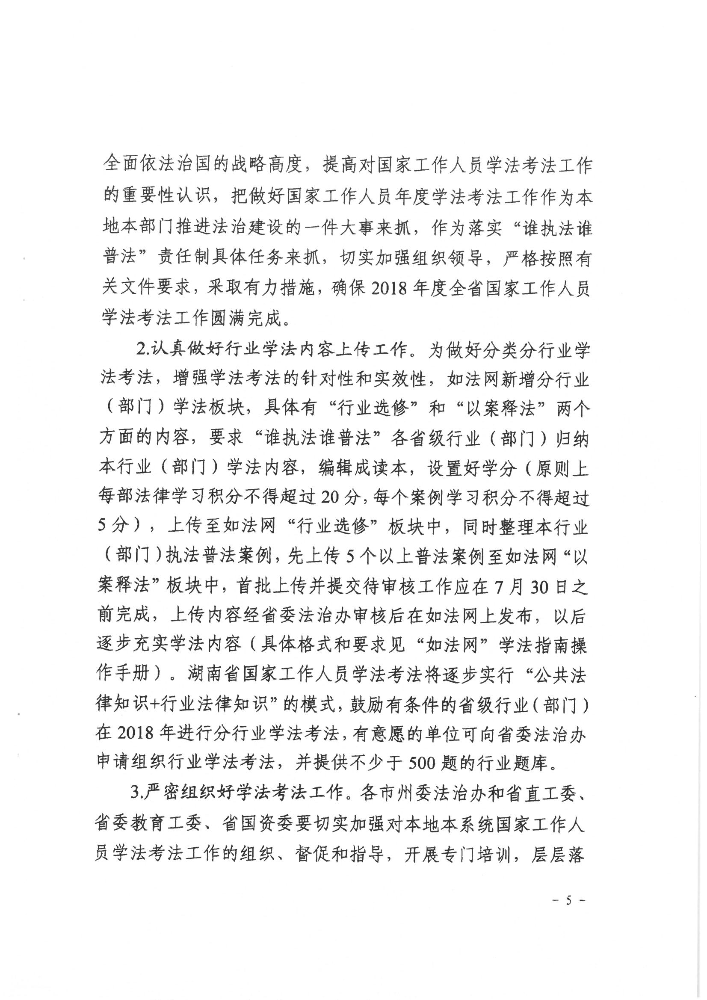 全面依法治国的战略高度，提高对国家工作人员学法考法工作
的重要性认识，把做好国家工作人员年度学法考法工作作为本
地本部门推进法治建设的一件大事来抓，作为落实“谁执法谁
普法”责任制具体任务来抓，切实加强组织领导，严格按照有
关文件要求，采取有力措施，确保 2018 年度全省国家工作人员
学法考法工作圆满完成。
2.认真做好行业学法内容上传工作。为做好分类分行业学
法考法，增强学法考法的针对性和实效性，如法网新增分行业
（部门）学法板块，具体有“行业选修”和“以案释法”两个
方面的内容，要求“谁执法谁普法”各省级行业（部门）归纳
本行业（部门）学法内容，编辑成读本，设置好学分（原则上
每部法律学习积分不得超过 20 分，每个案例学习积分不得超过
5 分），上传至如法网“行业选修”板块中，同时整理本行业
（部门）执法普法案例，先上传 5 个以上普法案例至如法网“以
案释法”板块中，首批上传并提交待审核工作应在 7 月 30 日之
前完成，上传内容经省委法治办审核后在如法网上发布，以后
逐步充实学法内容（具体格式和要求见“如法网”学法指南操
作手册）。湖南省国家工作人员学法考法将逐步实行“公共法
律知识+行业法律知识”的模式，鼓励有条件的省级行业（部门）
在 2018 年进行分行业学法考法，有意愿的单位可向省委法治办
申请组织行业学法考法，并提供不少于 500 题的行业题库。
3.严密组织好学法考法工作。各市州委法治办和省直工委、
省委教育工委、省国资委要切实加强对本地本系统国家工作人
员学法考法工作的组织、督促和指导，开展专门培训，层层落
- 5 -